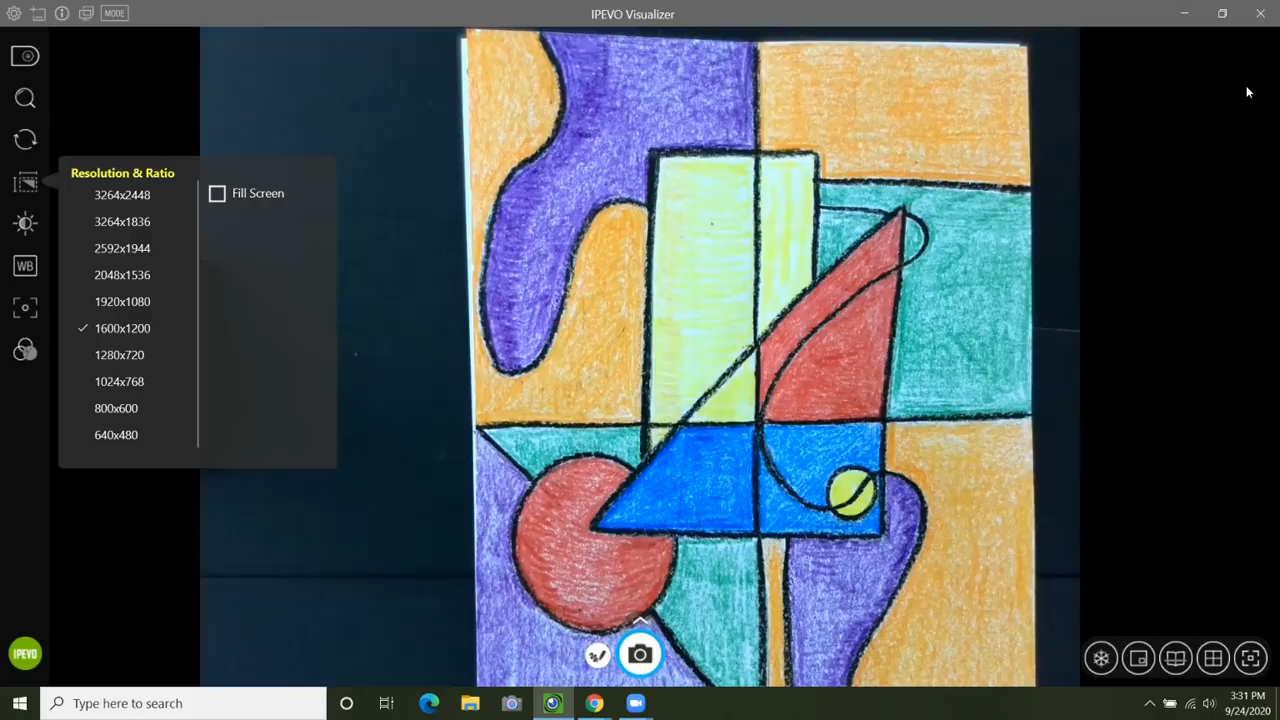 MODE
IPEVO Visualizer
Resolution & Ratio
3264x2448
Fill Screen
3264x1836
2592x1944
2048x1536
1920x1080
1600x1200
1280x720
1024x768
800x600
640x480
WB
IPEVO
Type here to search
3:31 PM
9/24/2020